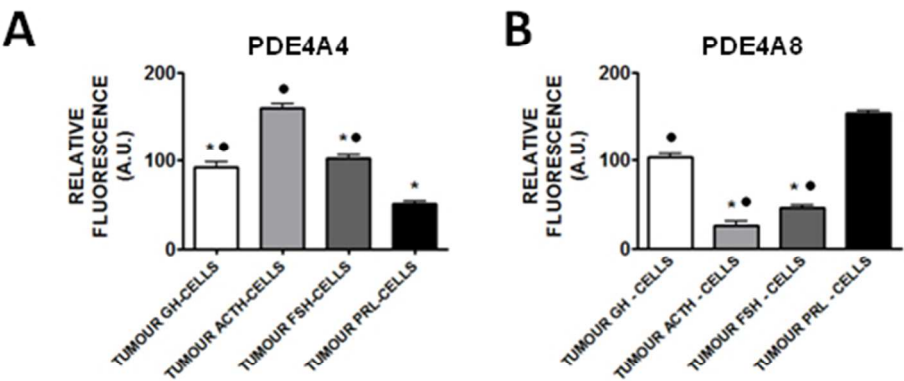 A
PDE4A4
RELATIVE
FLUORESCENCE
(A.U.)
200
100
0
* ●
●
* ●
*
TUMOUR GH-CELLS
TUMOUR ACTH-CELLS
TUMOUR FSH-CELLS
TUMOUR PRL-CELLS
B
PDE4A8
RELATIVE
FLUORESCENCE
(A.U.)
200
100
0
●
* ●
* ●
TUMOUR GH - CELLS
TUMOUR ACTH - CELLS
TUMOUR FSH - CELLS
TUMOUR PRL - CELLS